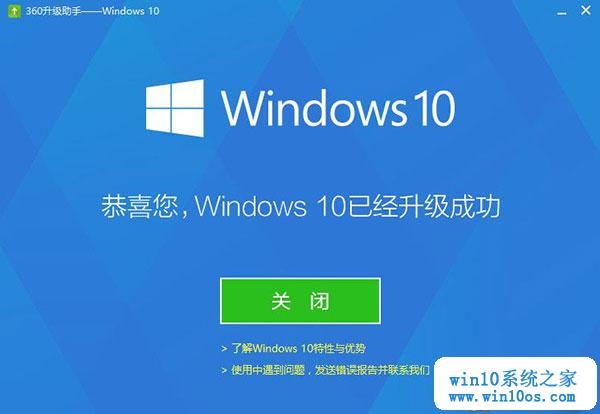 360升级助手——Windows 10
Windows 10
恭喜您,Windows 10已经升级成功
关 闭
> 了解Windows 10特性与优势
> 使用中遇到问题，发送错误报告并联系我们
win10系统之家
www.win10os.com